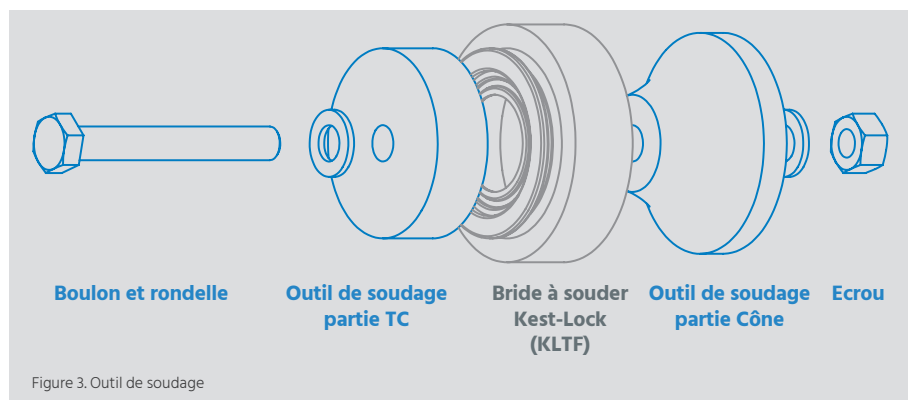 Boulon et rondelle
Outil de soudage
partie TC
Bride à souder
Kest-Lock
(KLTF)
Outil de soudage
partie Cône
Ecrou
Figure 3. Outil de soudage